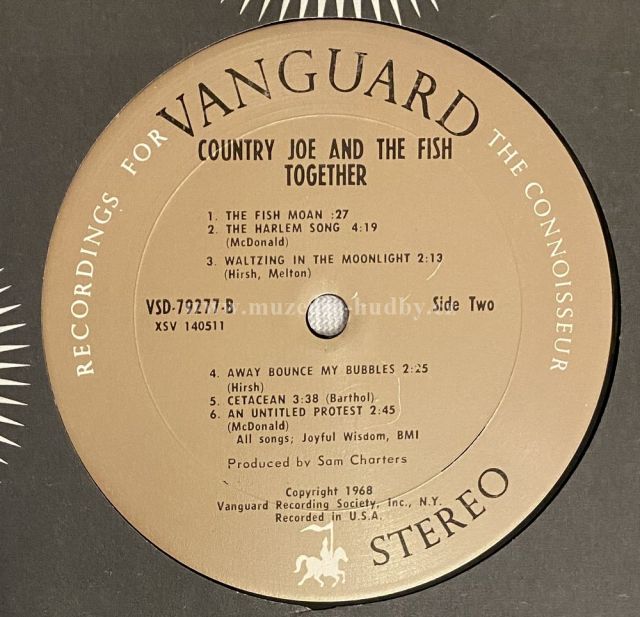 RECORDINGS FOR VANGUARD THE CONNOISSEUR
COUNTRY JOE AND THE FISH
TOGETHER
1. THE FISH MOAN :27
2. THE HARLEM SONG 4:19
(McDonald)
3. WALTZING IN THE MOONLIGHT 2:13
(Hirsh, Melton)
VSD-79277-B Side Two
XSV 140511
4. AWAY BOUNCE MY BUBBLES 2:25
(Hirsh)
5. CETACEAN 3:38 (Barthol)
6. AN UNTITLED PROTEST 2:45
(McDonald)
All songs; Joyful Wisdom, BMI
Produced by Sam Charters
Copyright 1968
Vanguard Recording Society, Inc., N.Y.
Recorded in U.S.A.
STEREO